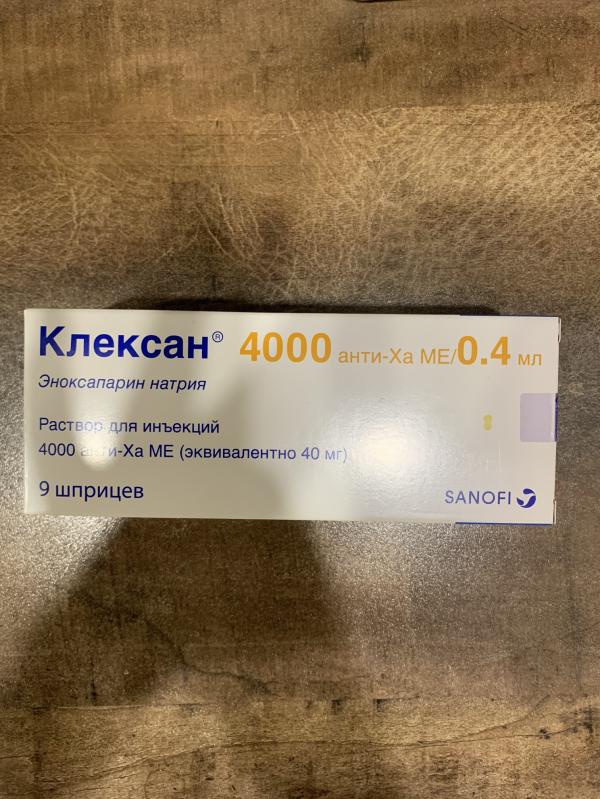 Клексан® 4000 анти-Ха МЕ/0.4 мл
Эноксапарин натрия
Раствор для инъекций
4000 анти-Ха МЕ (эквивалентно 40 мг)
9 шприцев
SANOFI